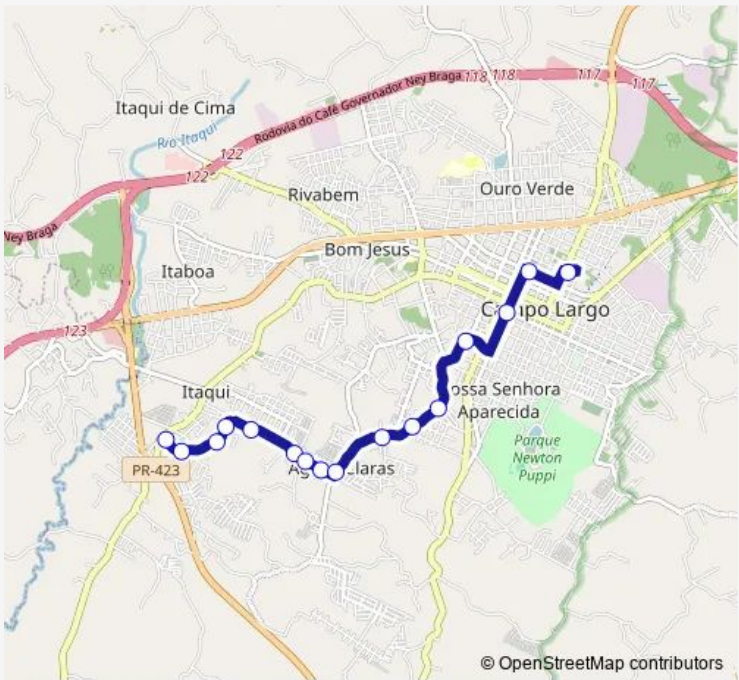 118 118
117
117
Rodovia do Café Governador Ney Braga
Itaqui de Cima
Rio Itaqui
122
122
Rivabem
Ouro Verde
Ney Braga
Bom Jesus
Itaboa
Campo Largo
123
Itaqui
ossa Senhora
Aparecida
Parque
Newton
Puppi
PR-423
Ag Claras
© OpenStreetMap contributors